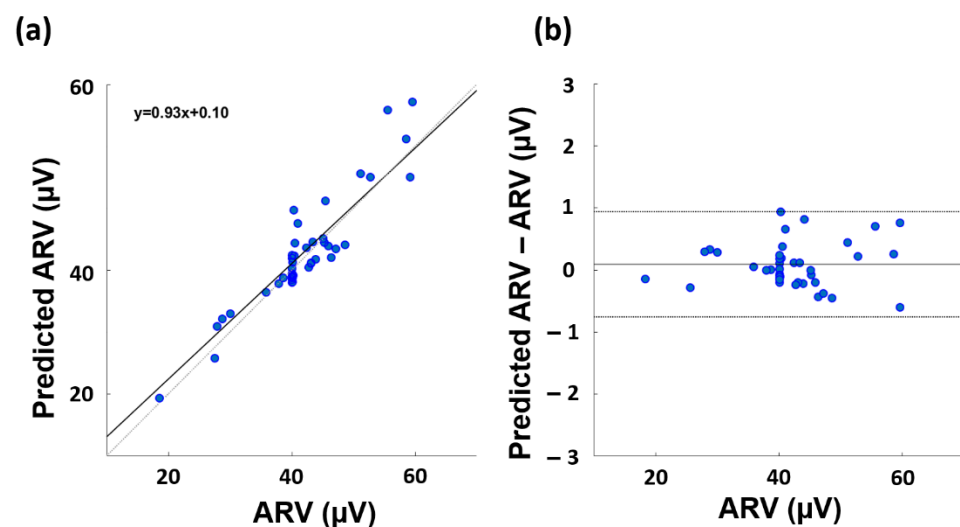 (a)
Predicted ARV (µV)
60
40
20
y=0.93x+0.10
20 40 60
ARV (µV)
(b)
Predicted ARV – ARV (µV)
3
2
1
0
– 1
– 2
– 3
20 40 60
ARV (µV)